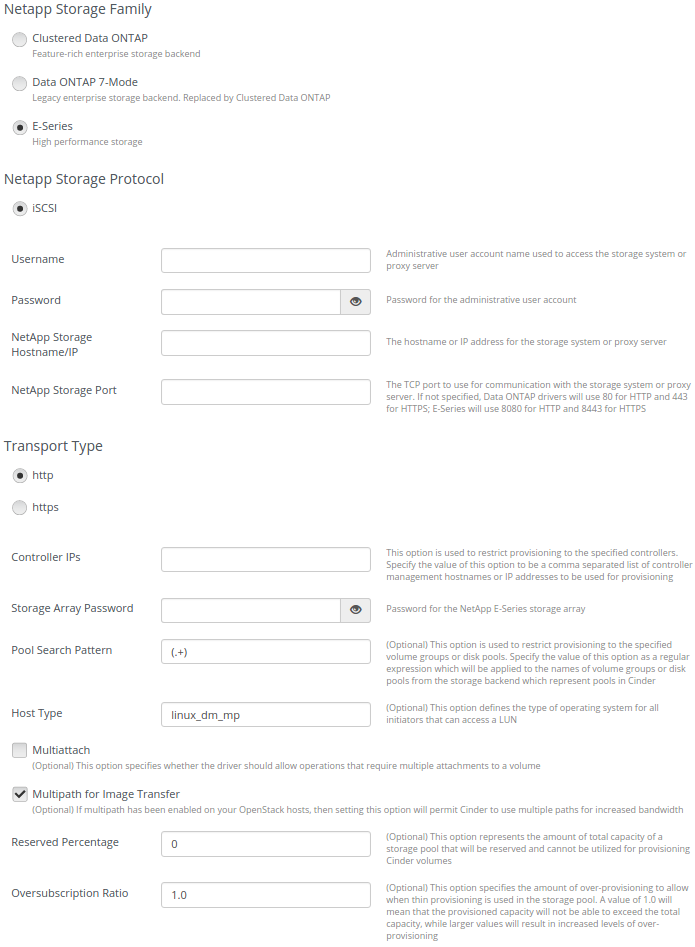 Netapp Storage Family
Clustered Data ONTAP
Feature-rich enterprise storage backend
Data ONTAP 7-Mode
Legacy enterprise storage backend. Replaced by Clustered Data ONTAP
E-Series
High performance storage
Netapp Storage Protocol
iSCSI
Username
Administrative user account name used to access the storage system or
proxy server
Password
Password for the administrative user account
NetApp Storage
Hostname/IP
The hostname or IP address for the storage system or proxy server
NetApp Storage Port
The TCP port to use for communication with the storage system or proxy
server. If not specified, Data ONTAP drivers will use 80 for HTTP and 443
for HTTPS; E-Series will use 8080 for HTTP and 8443 for HTTPS
Transport Type
http
https
Controller IPs
This option is used to restrict provisioning to the specified controllers.
Specify the value of this option to be a comma separated list of controller
management hostnames or IP addresses to be used for provisioning
Storage Array Password
Password for the NetApp E-Series storage array
Pool Search Pattern
(.+)
(Optional) This option is used to restrict provisioning to the specified
volume groups or disk pools. Specify the value of this option as a regular
expression which will be applied to the names of volume groups or disk
pools from the storage backend which represent pools in Cinder
Host Type
linux_dm_mp
(Optional) This option defines the type of operating system for all
initiators that can access a LUN
Multiattach
(Optional) This option specifies whether the driver should allow operations that require multiple attachments to a volume
Multipath for Image Transfer
(Optional) If multipath has been enabled on your OpenStack hosts, then setting this option will permit Cinder to use multiple paths for increased bandwidth
Reserved Percentage
0
(Optional) This option represents the amount of total capacity of a
storage pool that will be reserved and cannot be utilized for provisioning
Cinder volumes
Oversubscription Ratio
1.0
(Optional) This option specifies the amount of over-provisioning to allow
when thin provisioning is used in the storage pool. A value of 1.0 will
mean that the provisioned capacity will not be able to exceed the total
capacity, while larger values will result in increased levels of over-
provisioning